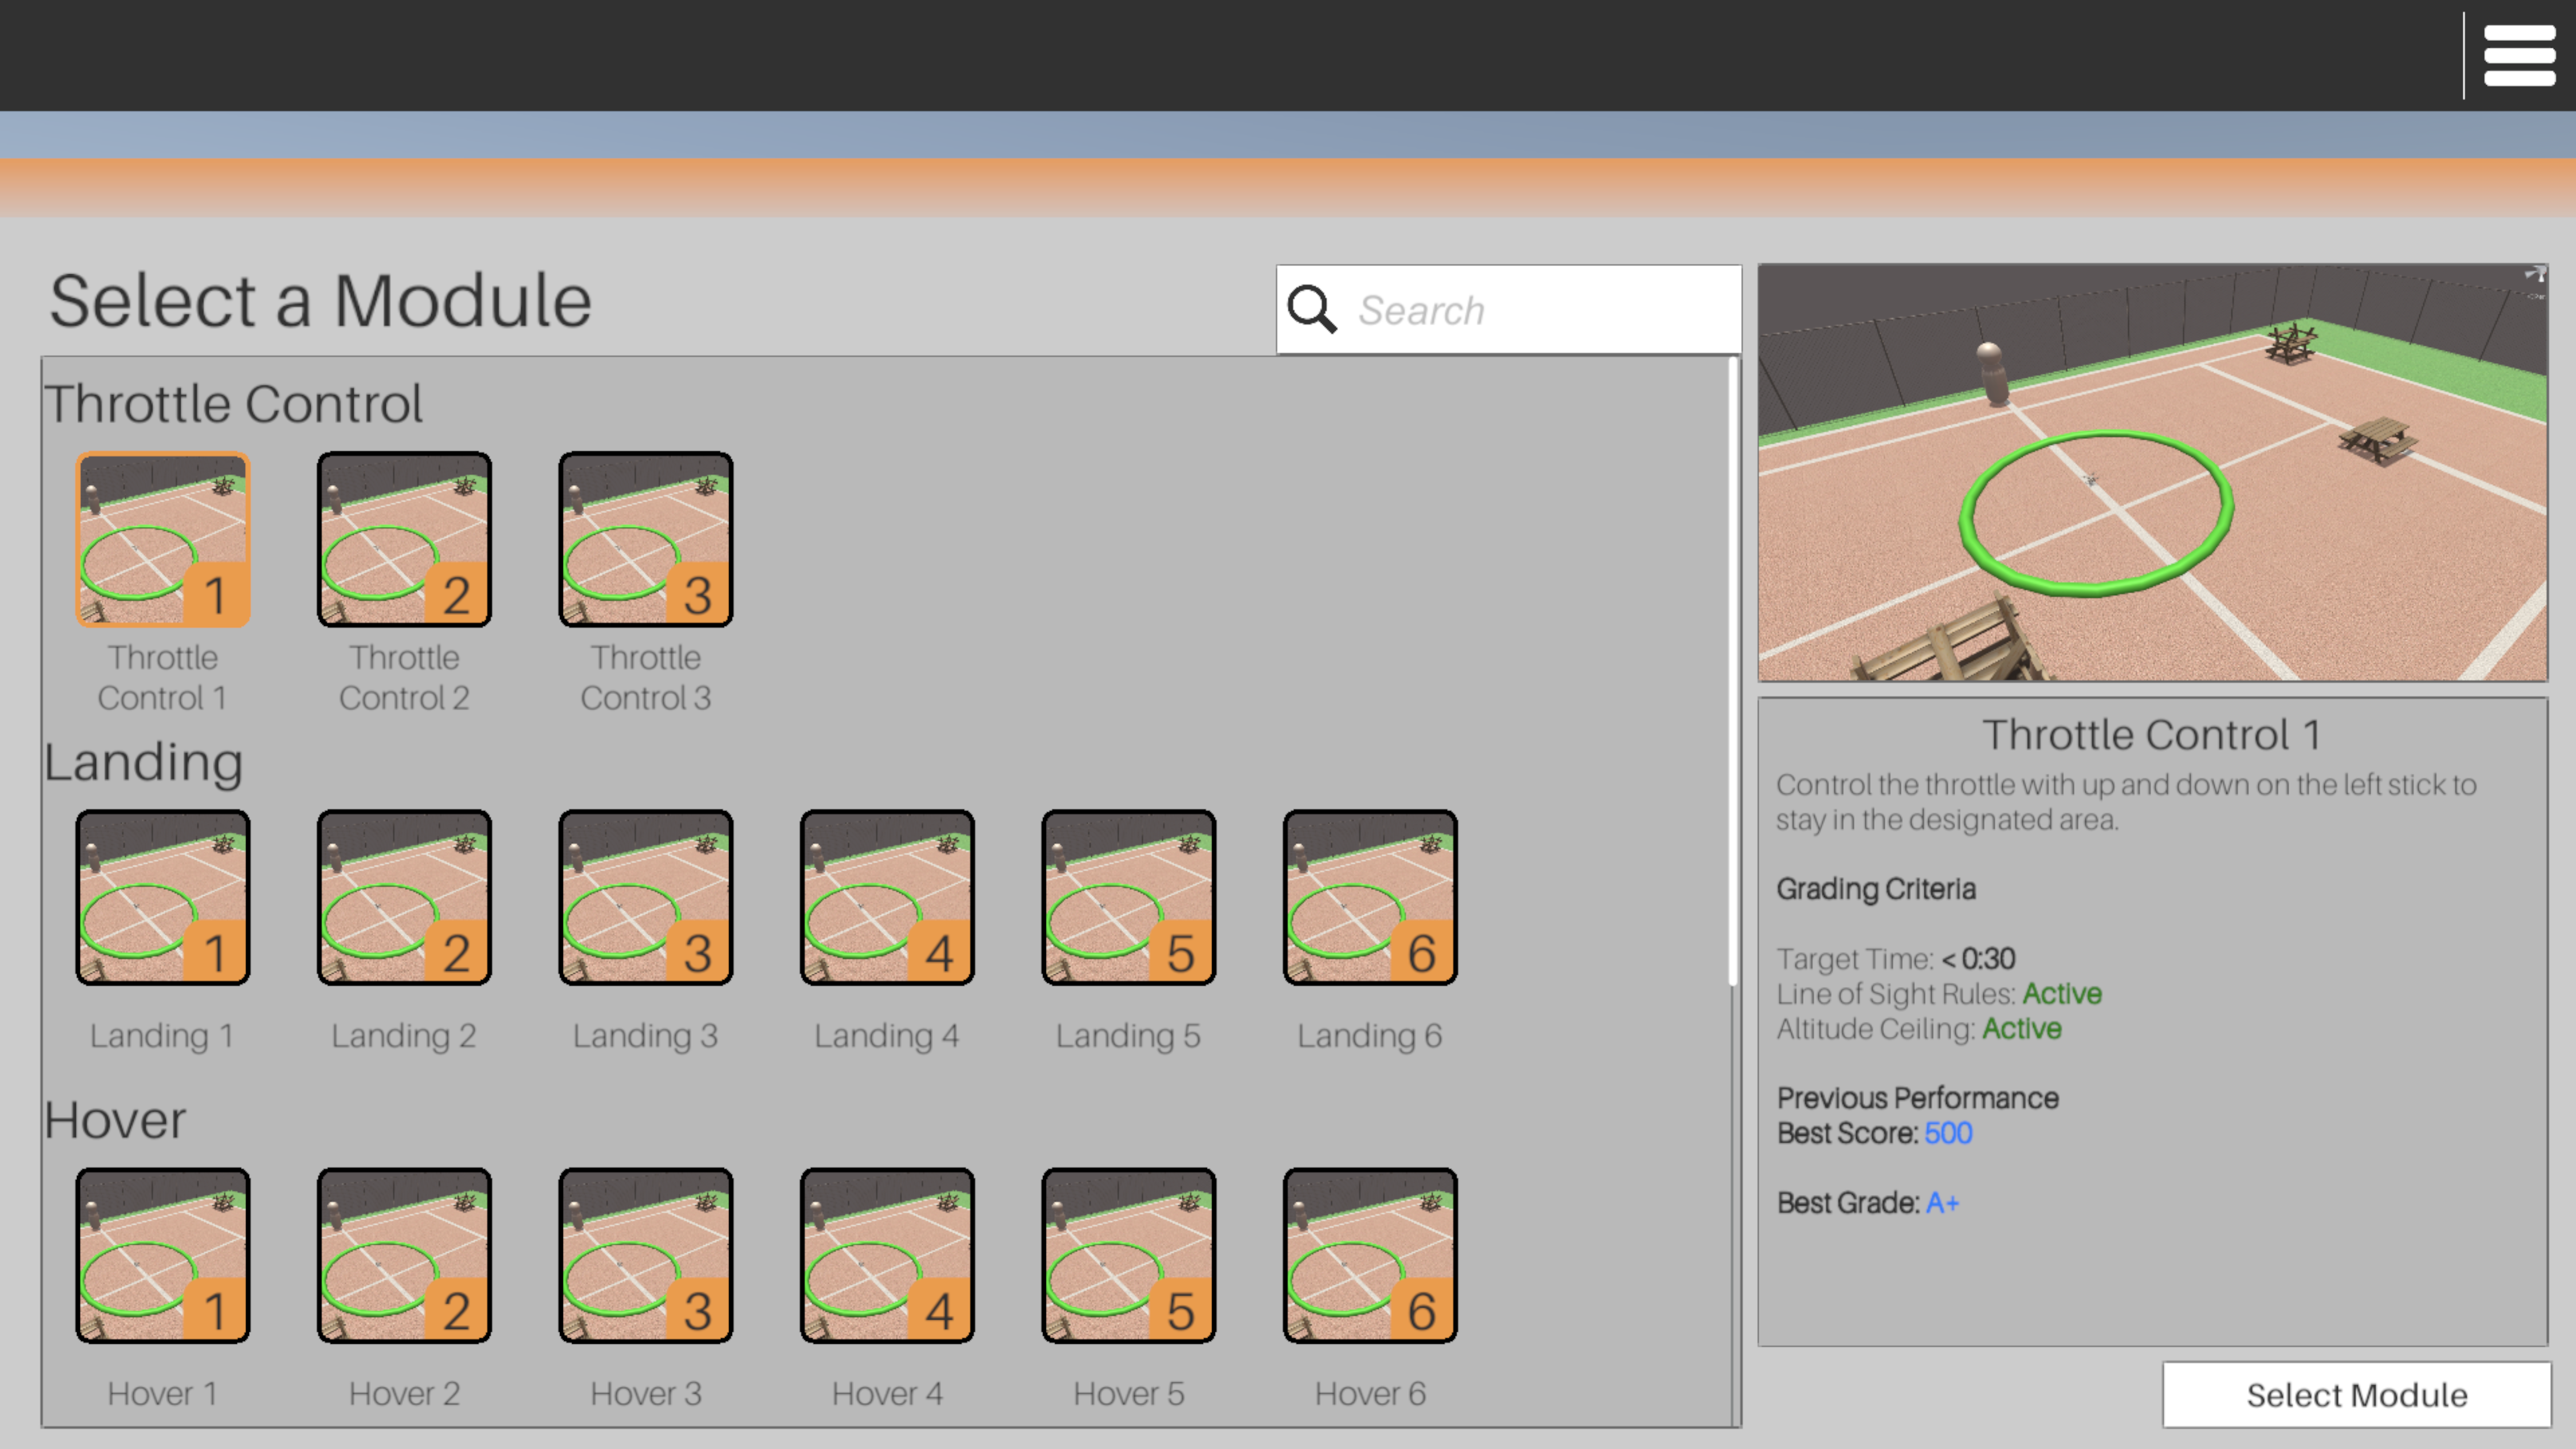 Select a Module
Search
Throttle Control
1
2
3
Throttle
Control 1
Throttle
Control 2
Throttle
Control 3
Landing
1
2
3
4
5
6
Landing 1
Landing 2
Landing 3
Landing 4
Landing 5
Landing 6
Hover
1
2
3
4
5
6
Hover 1
Hover 2
Hover 3
Hover 4
Hover 5
Hover 6
Throttle Control 1
Control the throttle with up and down on the left stick to
stay in the designated area.
Grading Criteria
Target Time: < 0:30
Line of Sight Rules: Active
Altitude Ceiling: Active
Previous Performance
Best Score: 500
Best Grade: A+
Select Module